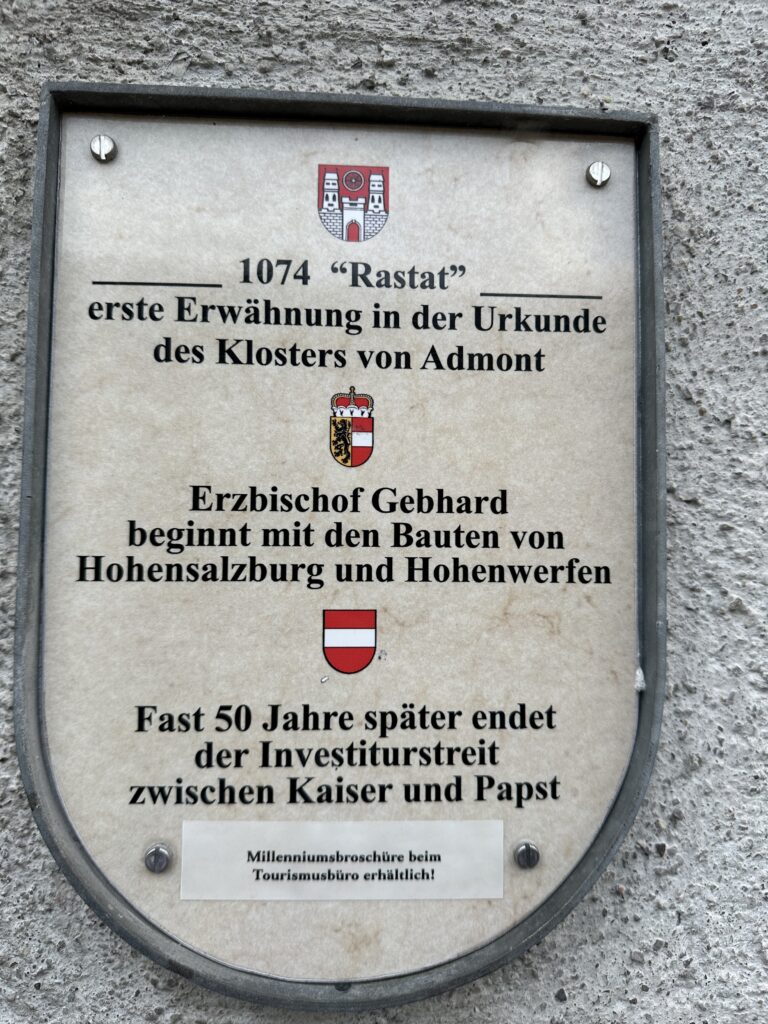 1074 “Rastat”
erste Erwähnung in der Urkunde
des Klosters von Admont
Erzbischof Gebhard
beginnt mit den Bauten von
Hohensalzburg und Hohenwerfen
Fast 50 Jahre später endet
der Investiturstreit
zwischen Kaiser und Papst
Millenniumsbroschüre beim
Tourismusbüro erhältlich!